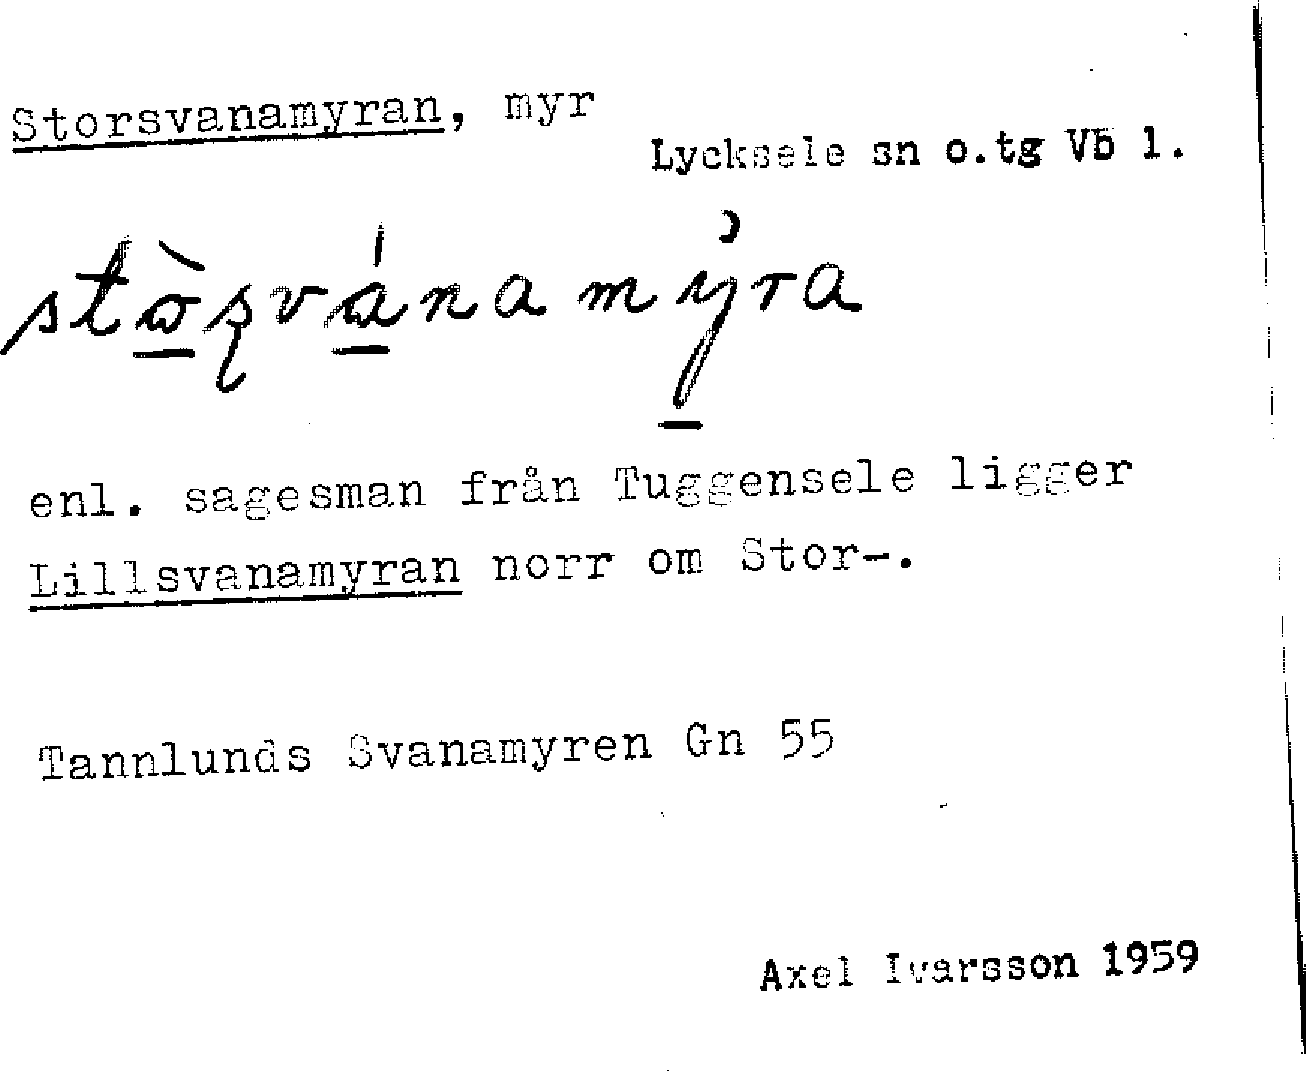 Storsvanamyran, myr
Lycksele sn o.tg Vb l.
stòʂvánamyra
enl. sagesman från Tuggensele ligger
Lillsvanamyran norr om Stor-.
Tannlunds Svanamyren Gn 55
Axel Ivarsson 1959